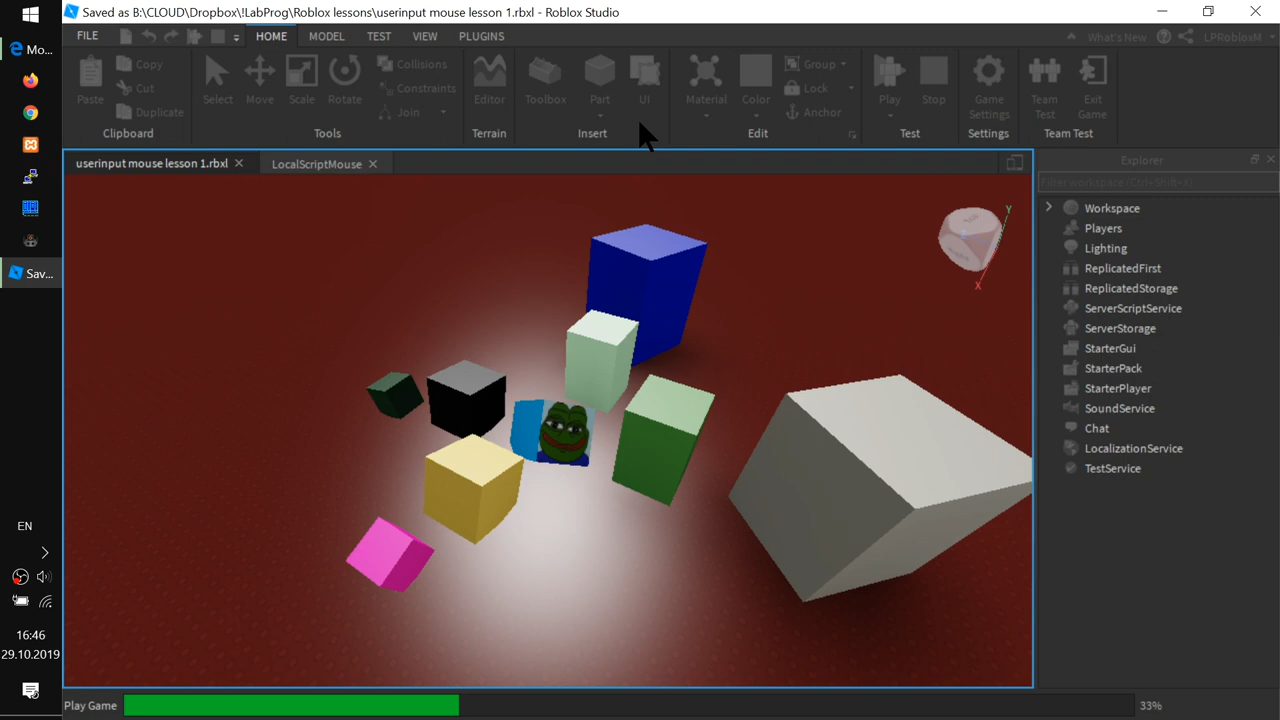 Saved as B:\CLOUD\Dropbox\!LabProg\Roblox lessons\userinput mouse lesson 1.rbxl - Roblox Studio
FILE HOME MODEL TEST VIEW PLUGINS What's New LPRobloxM
Copy Collisions Group
Cut Constraints Lock
Duplicate Join Anchor
Paste Select Move Scale Rotate Editor Toolbox Part UI Material Color Play Stop Game Settings Team Test Exit Game
Clipboard Tools Terrain Insert Edit Test Settings Team Test
userinput mouse lesson 1.rbxl LocalScriptMouse Explorer
Filter workspace (Ctrl+Shift+X)
Workspace
Players
Lighting
ReplicatedFirst
ReplicatedStorage
ServerScriptService
ServerStorage
StarterGui
StarterPack
StarterPlayer
SoundService
Chat
LocalizationService
TestService
Y
X
Mo...
Sav...
EN
16:46
29.10.2019
Play Game 33%